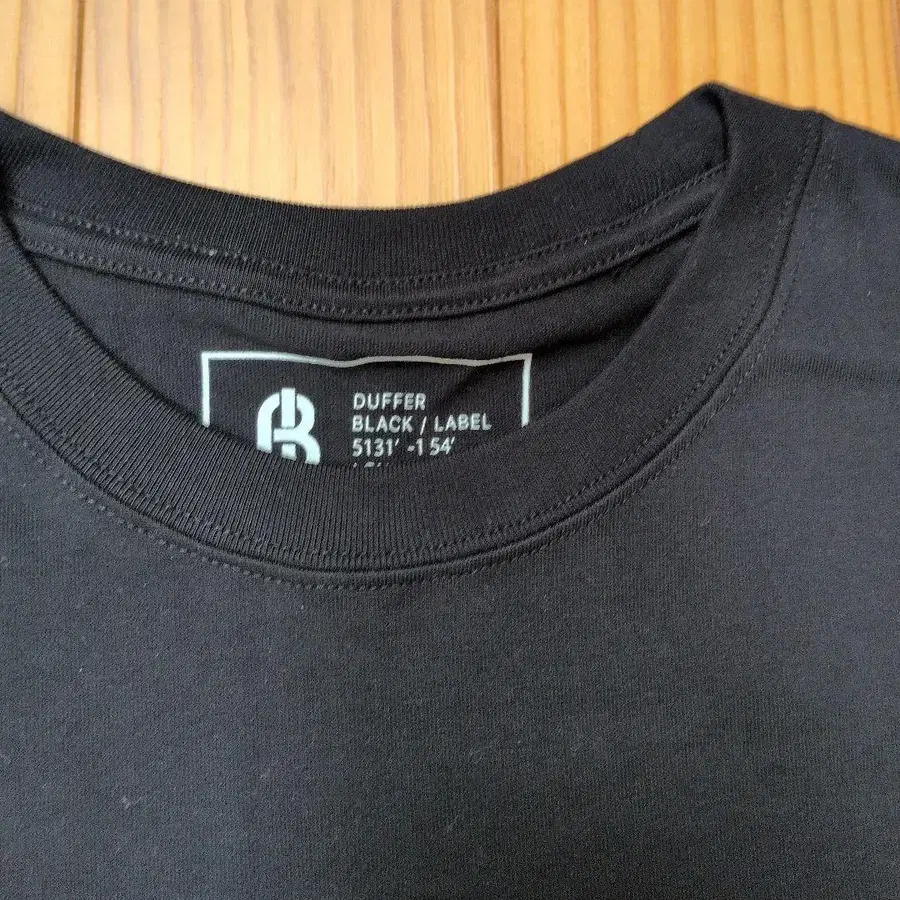 DUFFER
BLACK / LABEL
5131' -1 54'